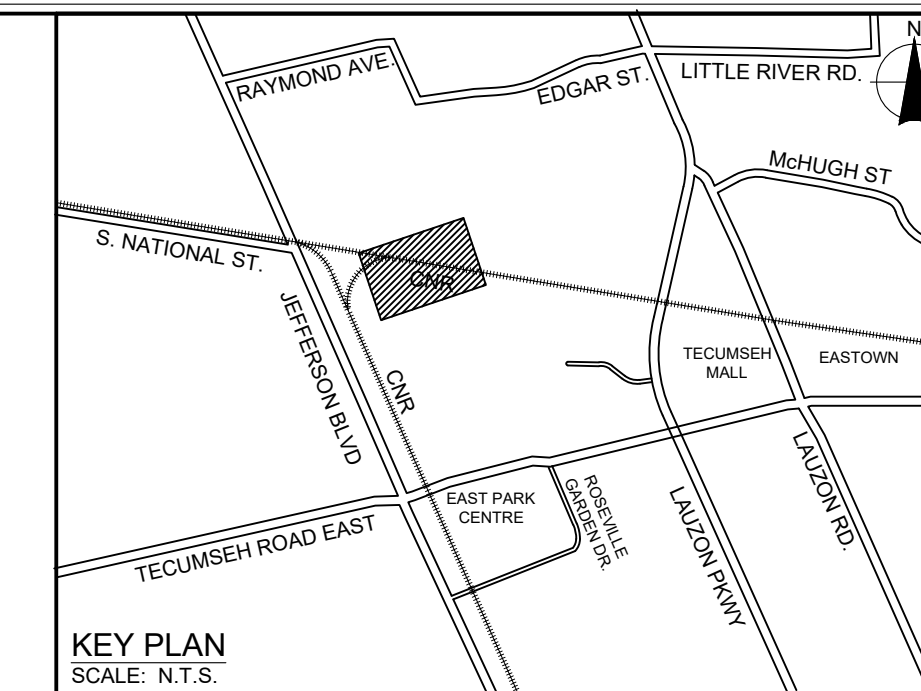 N
RAYMOND AVE.
EDGAR ST.
LITTLE RIVER RD.
McHUGH ST
S. NATIONAL ST.
CNR
JEFFERSON BLVD
CNR
TECUMSEH
MALL
EASTOWN
EAST PARK
CENTRE
ROSEVILLE
GARDEN DR.
LAUZON PKWY
LAUZON RD.
TECUMSEH ROAD EAST
KEY PLAN
SCALE: N.T.S.